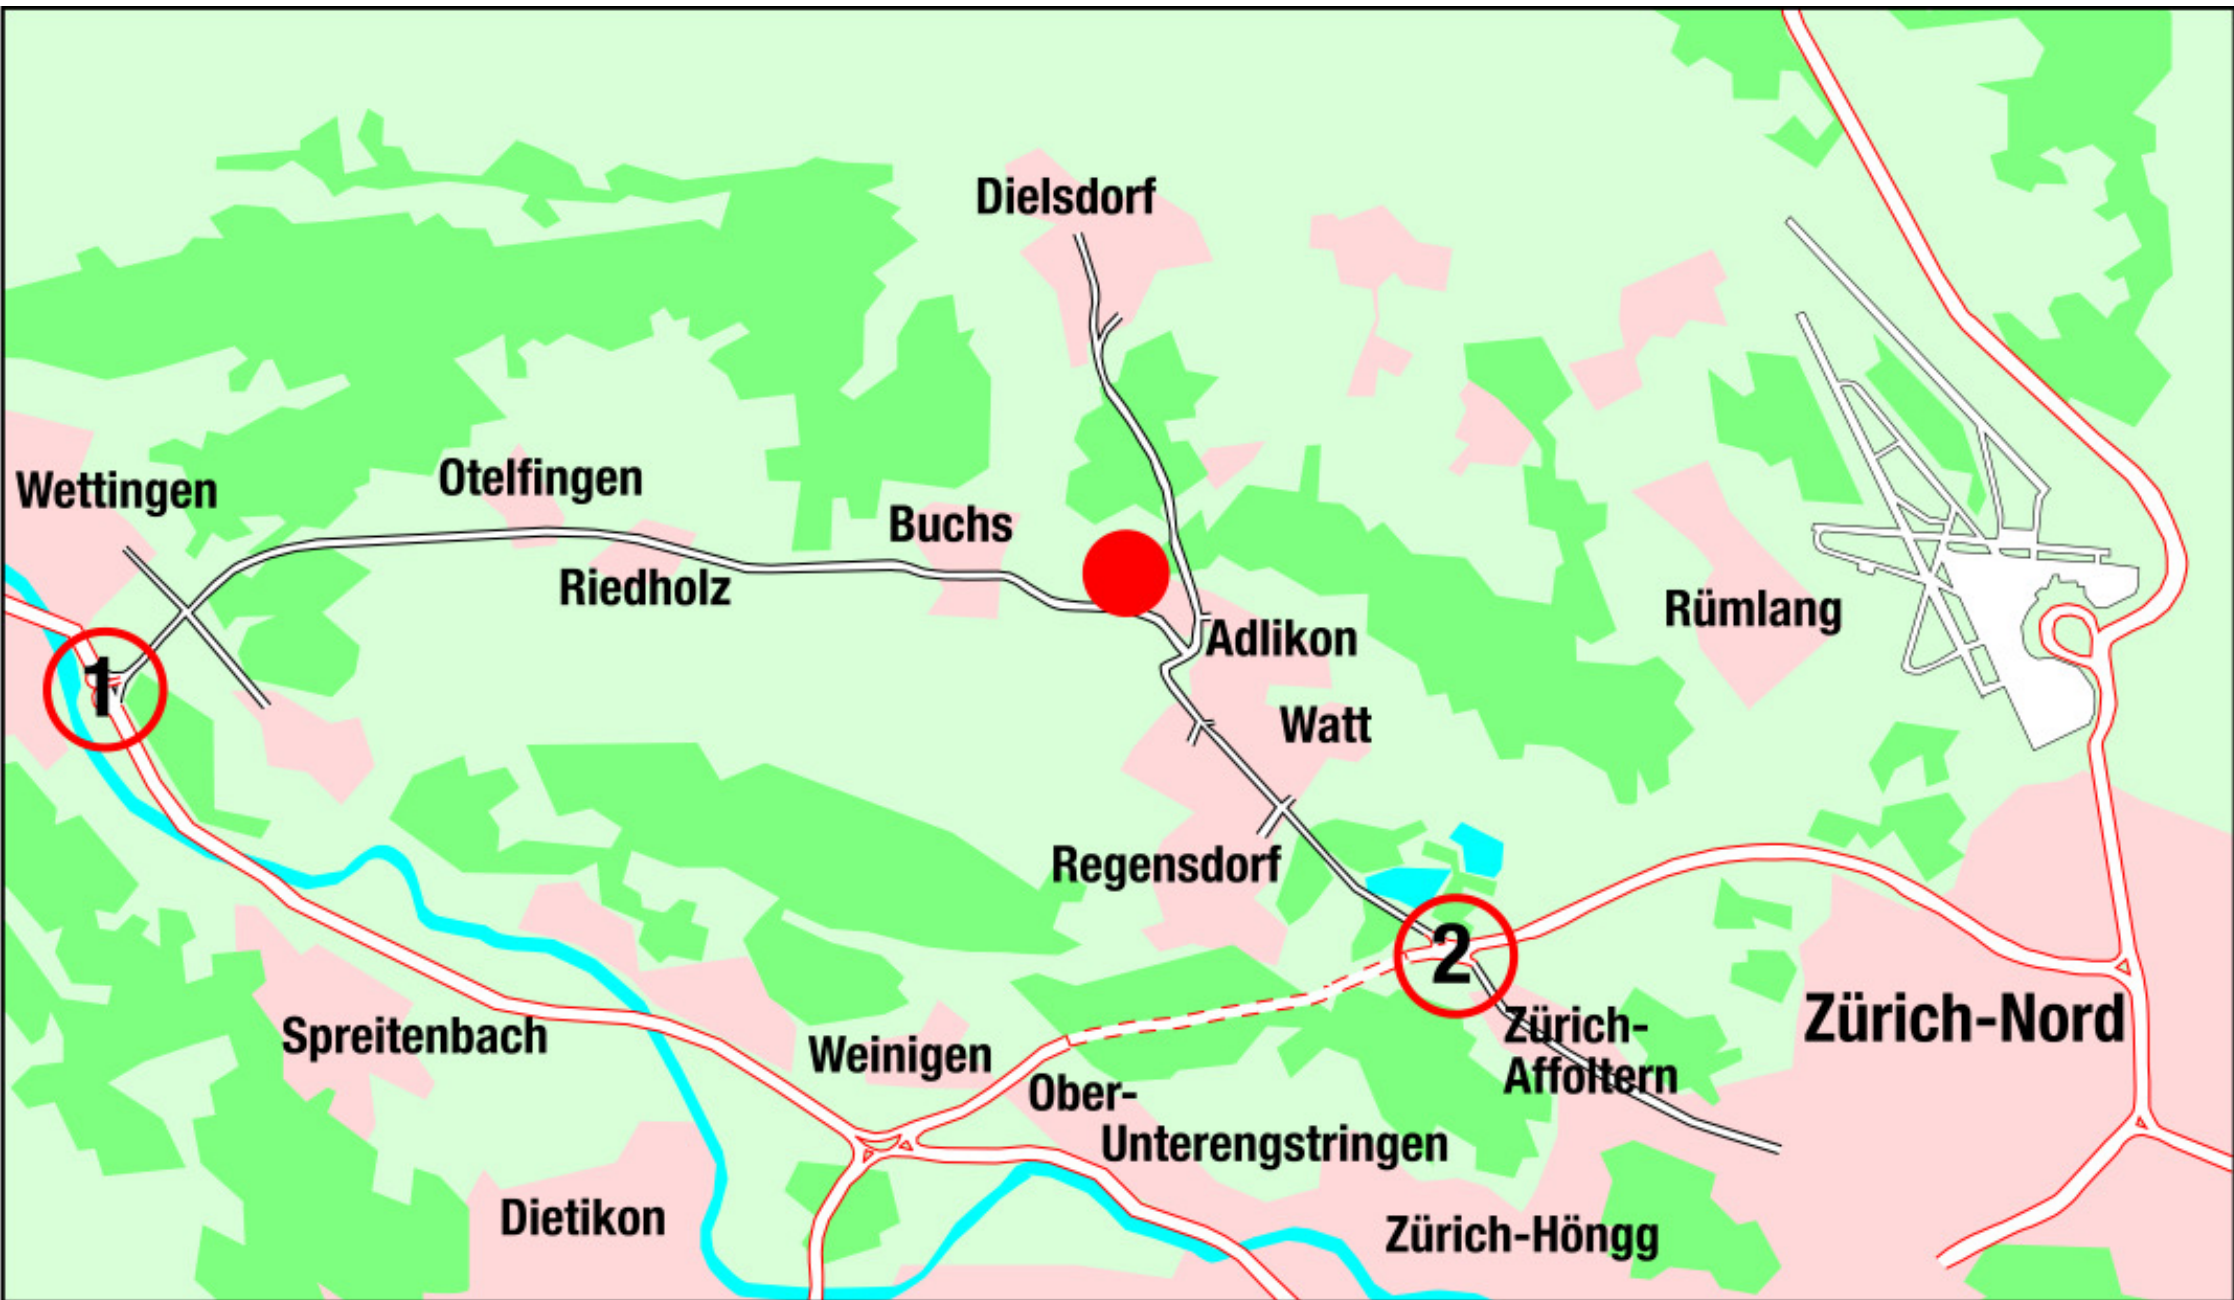 Dielsdorf
Wettingen
Otelfingen
Buchs
Riedholz
Rümlang
Adlikon
Watt
1
Regensdorf
2
Spreitenbach
Weinigen
Zürich-
Affoltern
Zürich-Nord
Ober-
Unterengstringen
Dietikon
Zürich-Höngg